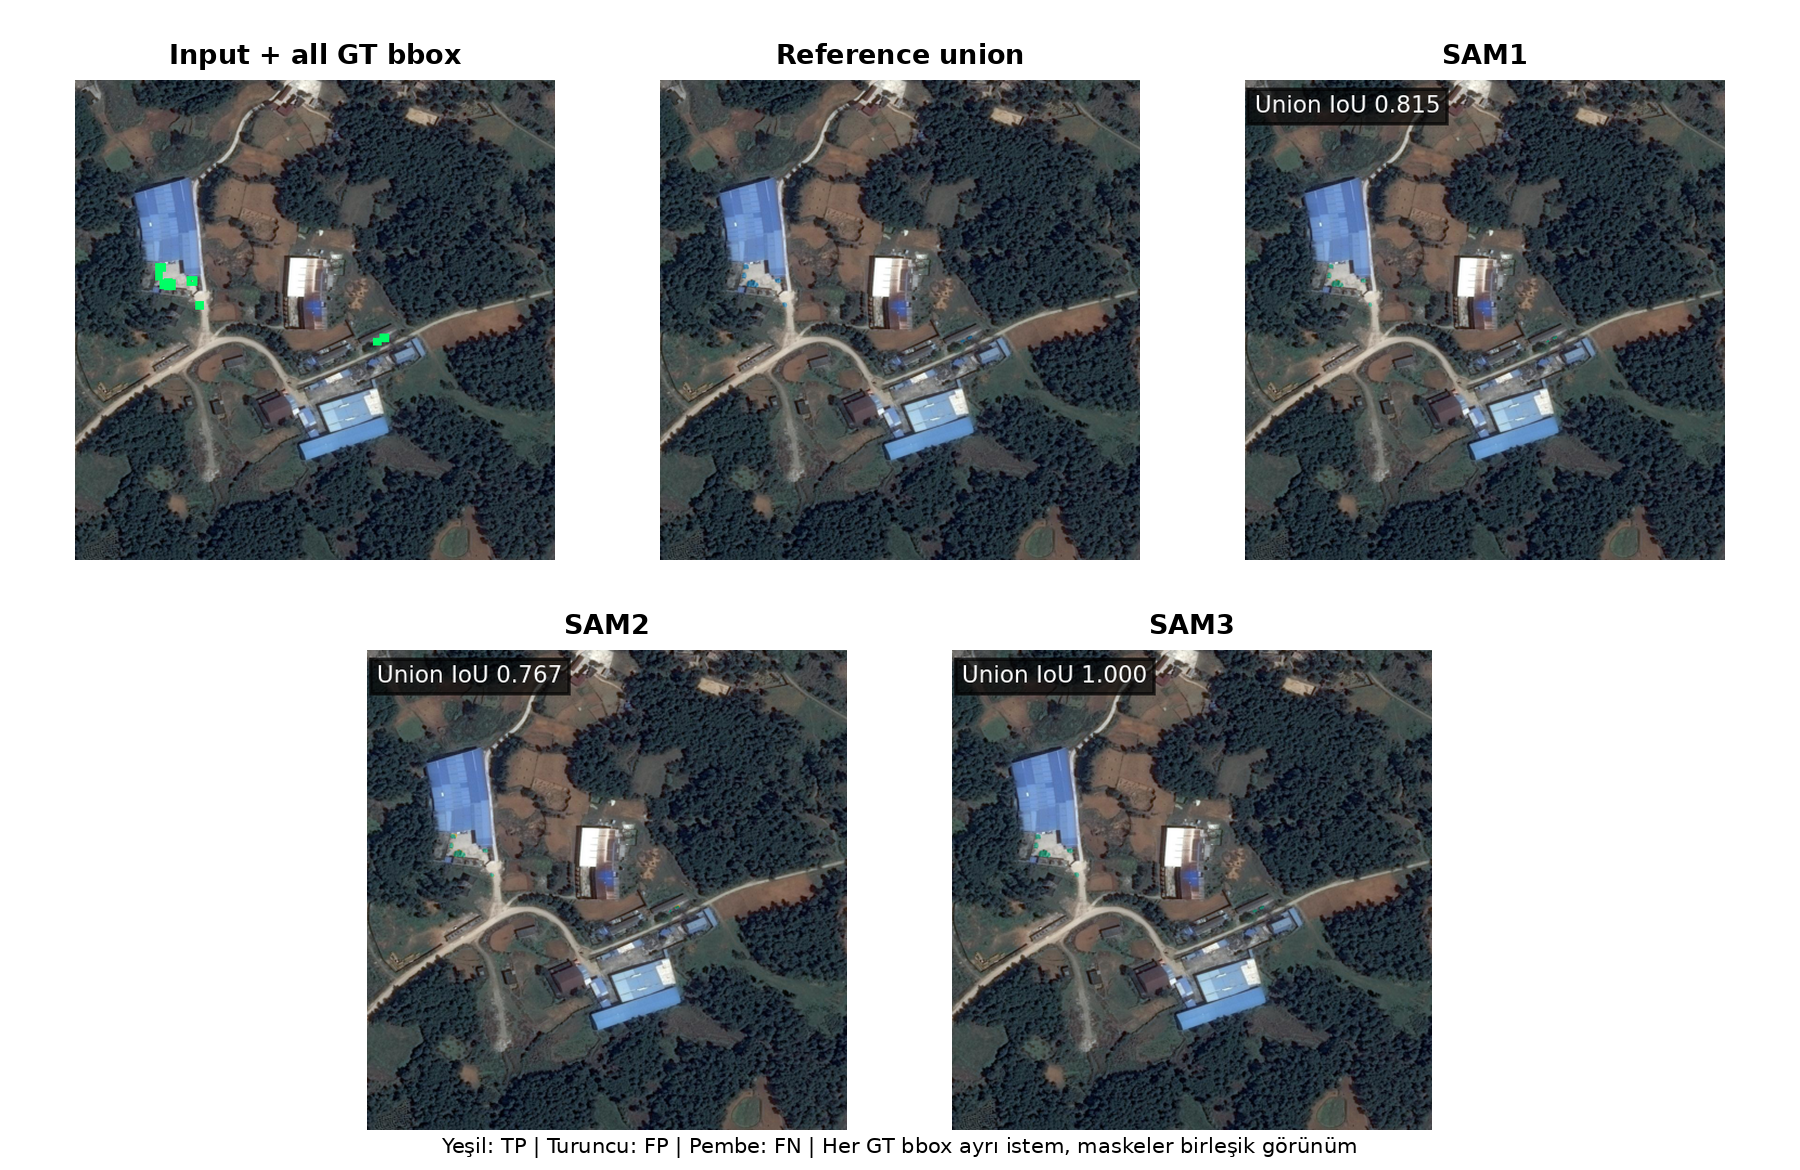 Input + all GT bbox
Reference union
SAM1
Union IoU 0.815
SAM2
Union IoU 0.767
SAM3
Union IoU 1.000
Yeşil: TP | Turuncu: FP | Pembe: FN | Her GT bbox ayrı istem, maskeler birleşik görünüm